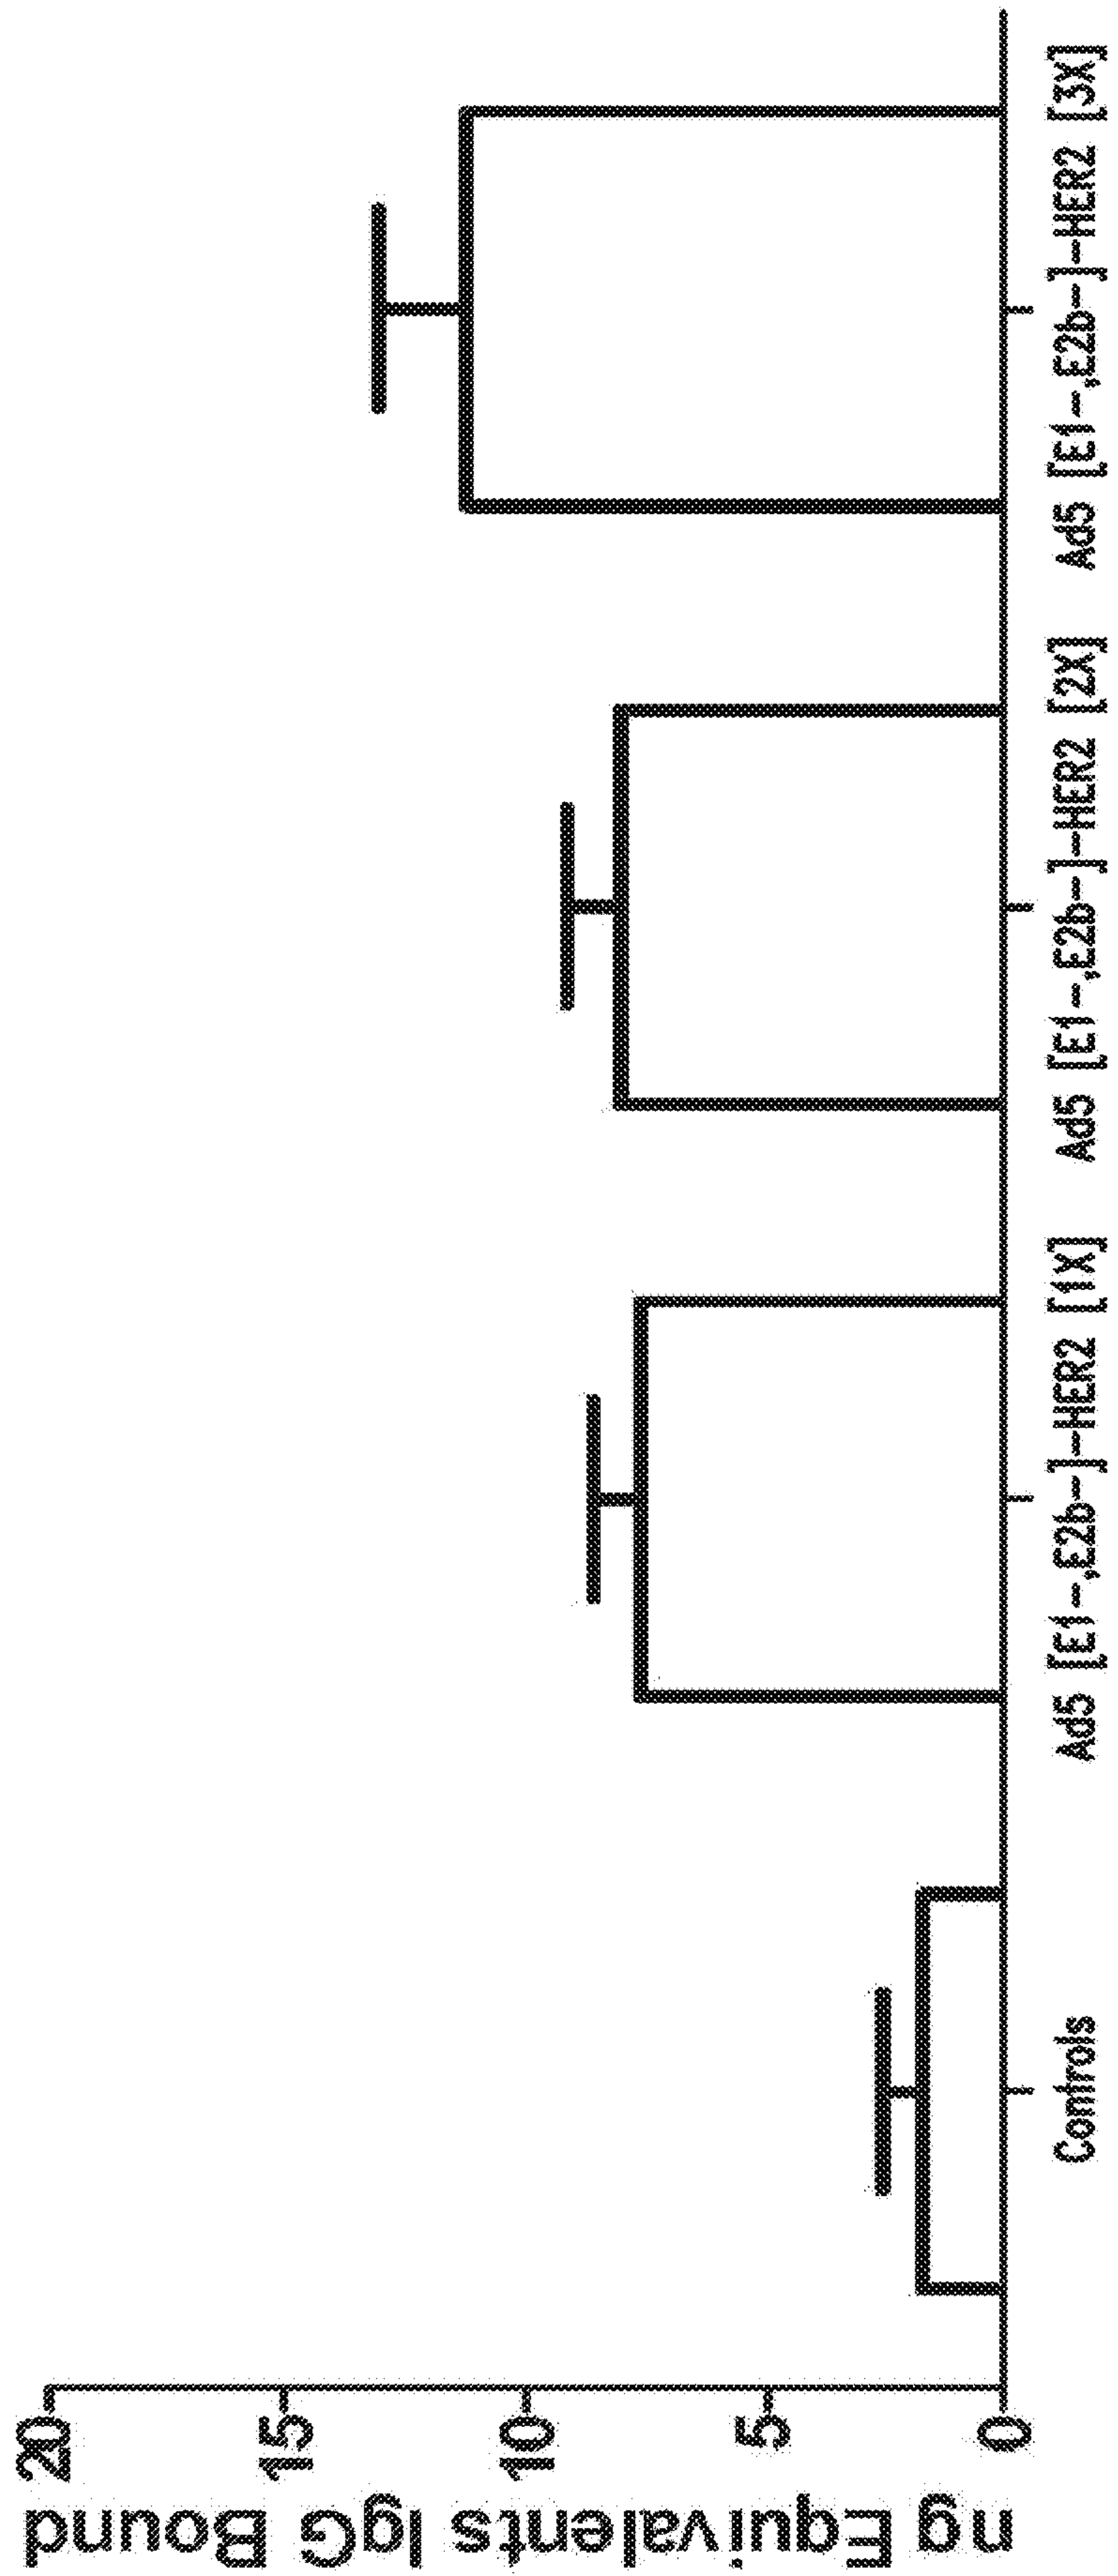 ng Equivalents IgG Bound
20
15
10
5
0
Controls
Ad5 [E1-,E2b-]-HER2 [1X]
Ad5 [E1-,E2b-]-HER2 [2X]
Ad5 [E1-,E2b-]-HER2 [3X]